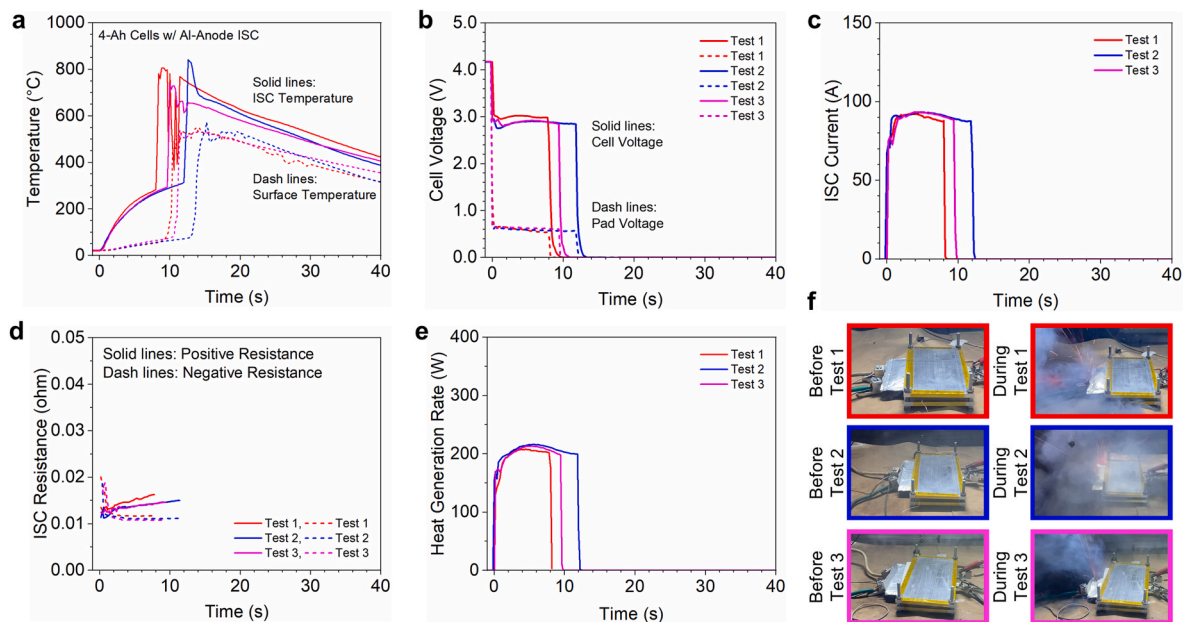 a
4-Ah Cells w/ Al-Anode ISC
Solid lines:
ISC Temperature
Dash lines:
Surface Temperature
Temperature (°C)
1000
800
600
400
200
0
0 10 20 30 40
Time (s)
b
Test 1
Test 1
Test 2
Test 2
Test 3
Test 3
Solid lines:
Cell Voltage
Dash lines:
Pad Voltage
Cell Voltage (V)
5.0
4.0
3.0
2.0
1.0
0.0
0 10 20 30 40
Time (s)
c
Test 1
Test 2
Test 3
ISC Current (A)
150
100
50
0
0 10 20 30 40
Time (s)
d
Solid lines: Positive Resistance
Dash lines: Negative Resistance
ISC Resistance (ohm)
0.05
0.04
0.03
0.02
0.01
0.00
Test 1, Test 1
Test 2, Test 2
Test 3, Test 3
0 10 20 30 40
Time (s)
e
Test 1
Test 2
Test 3
Heat Generation Rate (W)
400
300
200
100
0
0 10 20 30 40
Time (s)
f
Before
Test 1
During
Test 1
Before
Test 2
During
Test 2
Before
Test 3
During
Test 3